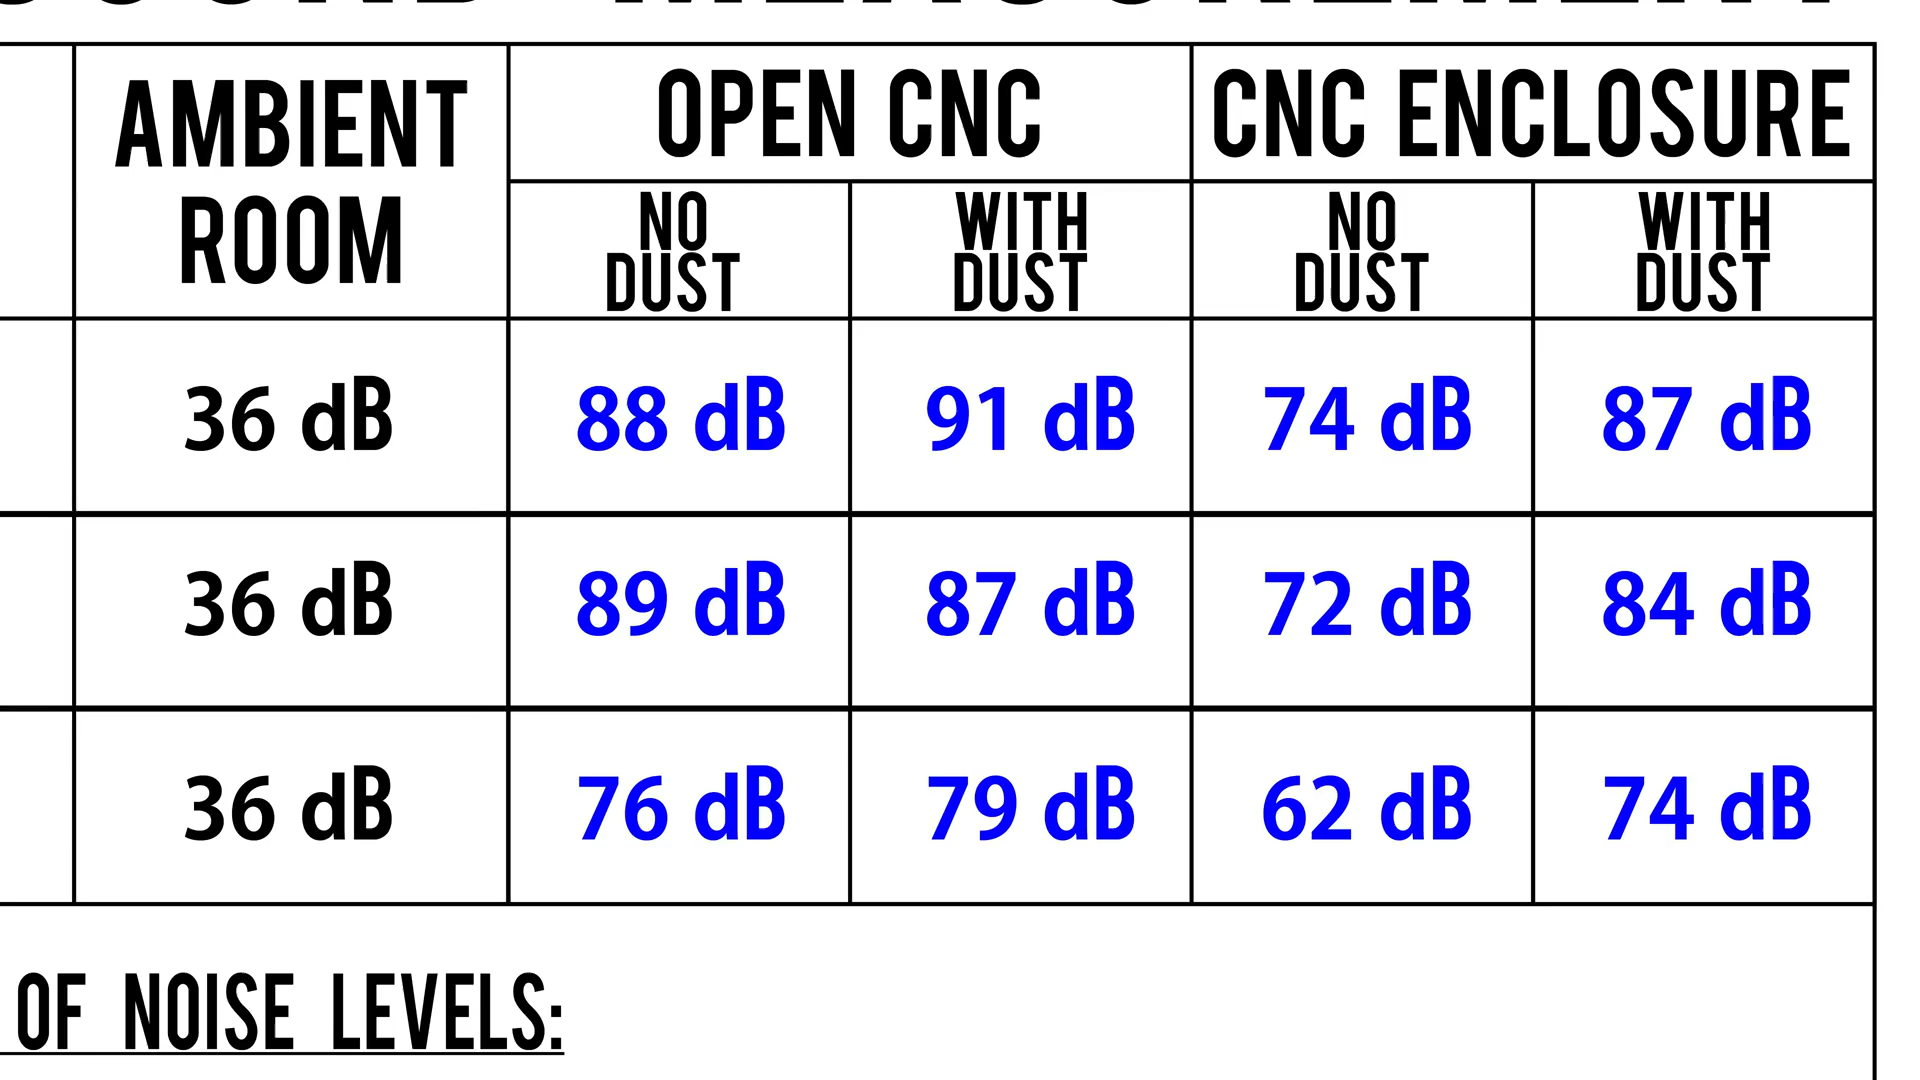 AMBIENT ROOM OPEN CNC CNC ENCLOSURE
NO DUST WITH DUST NO DUST WITH DUST
36 dB 88 dB 91 dB 74 dB 87 dB
36 dB 89 dB 87 dB 72 dB 84 dB
36 dB 76 dB 79 dB 62 dB 74 dB
OF NOISE LEVELS: